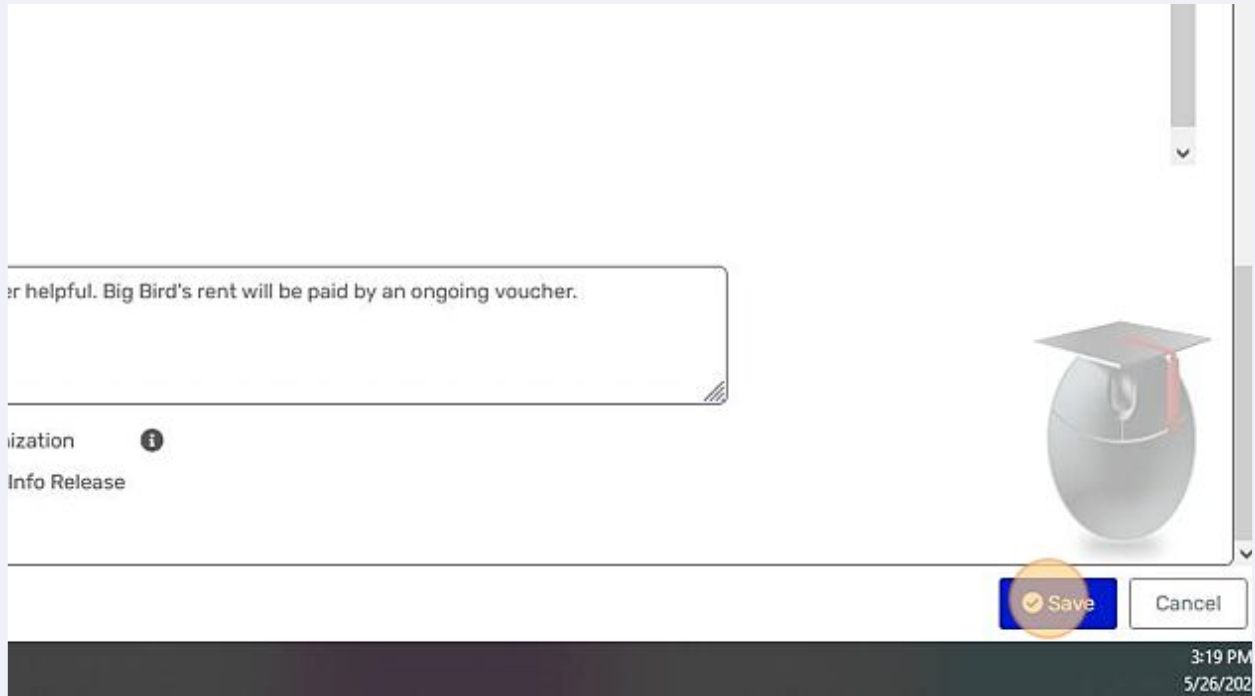 helpful. Big Bird's rent will be paid by an ongoing voucher.
Info Release
Save
Cancel
3:19 PM
5/26/202